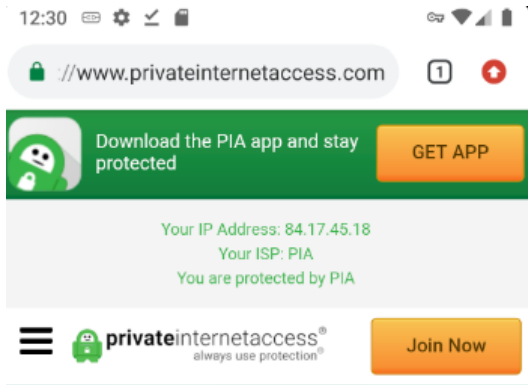 12:30
://www.privateinternetaccess.com
1
Download the PIA app and stay
protected
GET APP
Your IP Address: 84.17.45.18
Your ISP: PIA
You are protected by PIA
privateinternetaccess®
always use protection®
Join Now